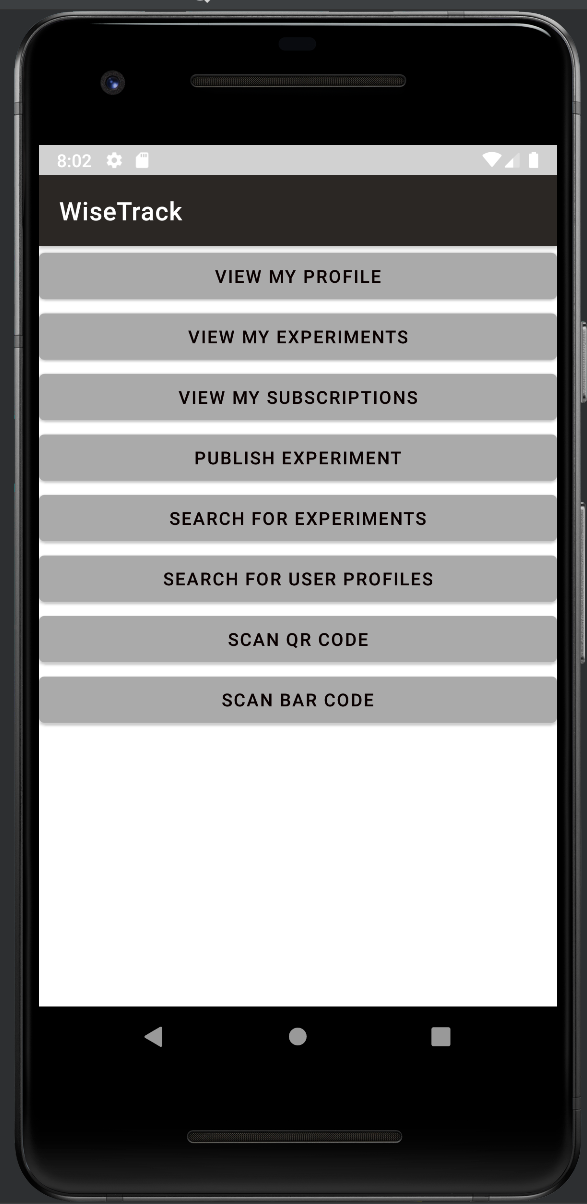 8:02
WiseTrack
VIEW MY PROFILE
VIEW MY EXPERIMENTS
VIEW MY SUBSCRIPTIONS
PUBLISH EXPERIMENT
SEARCH FOR EXPERIMENTS
SEARCH FOR USER PROFILES
SCAN QR CODE
SCAN BAR CODE